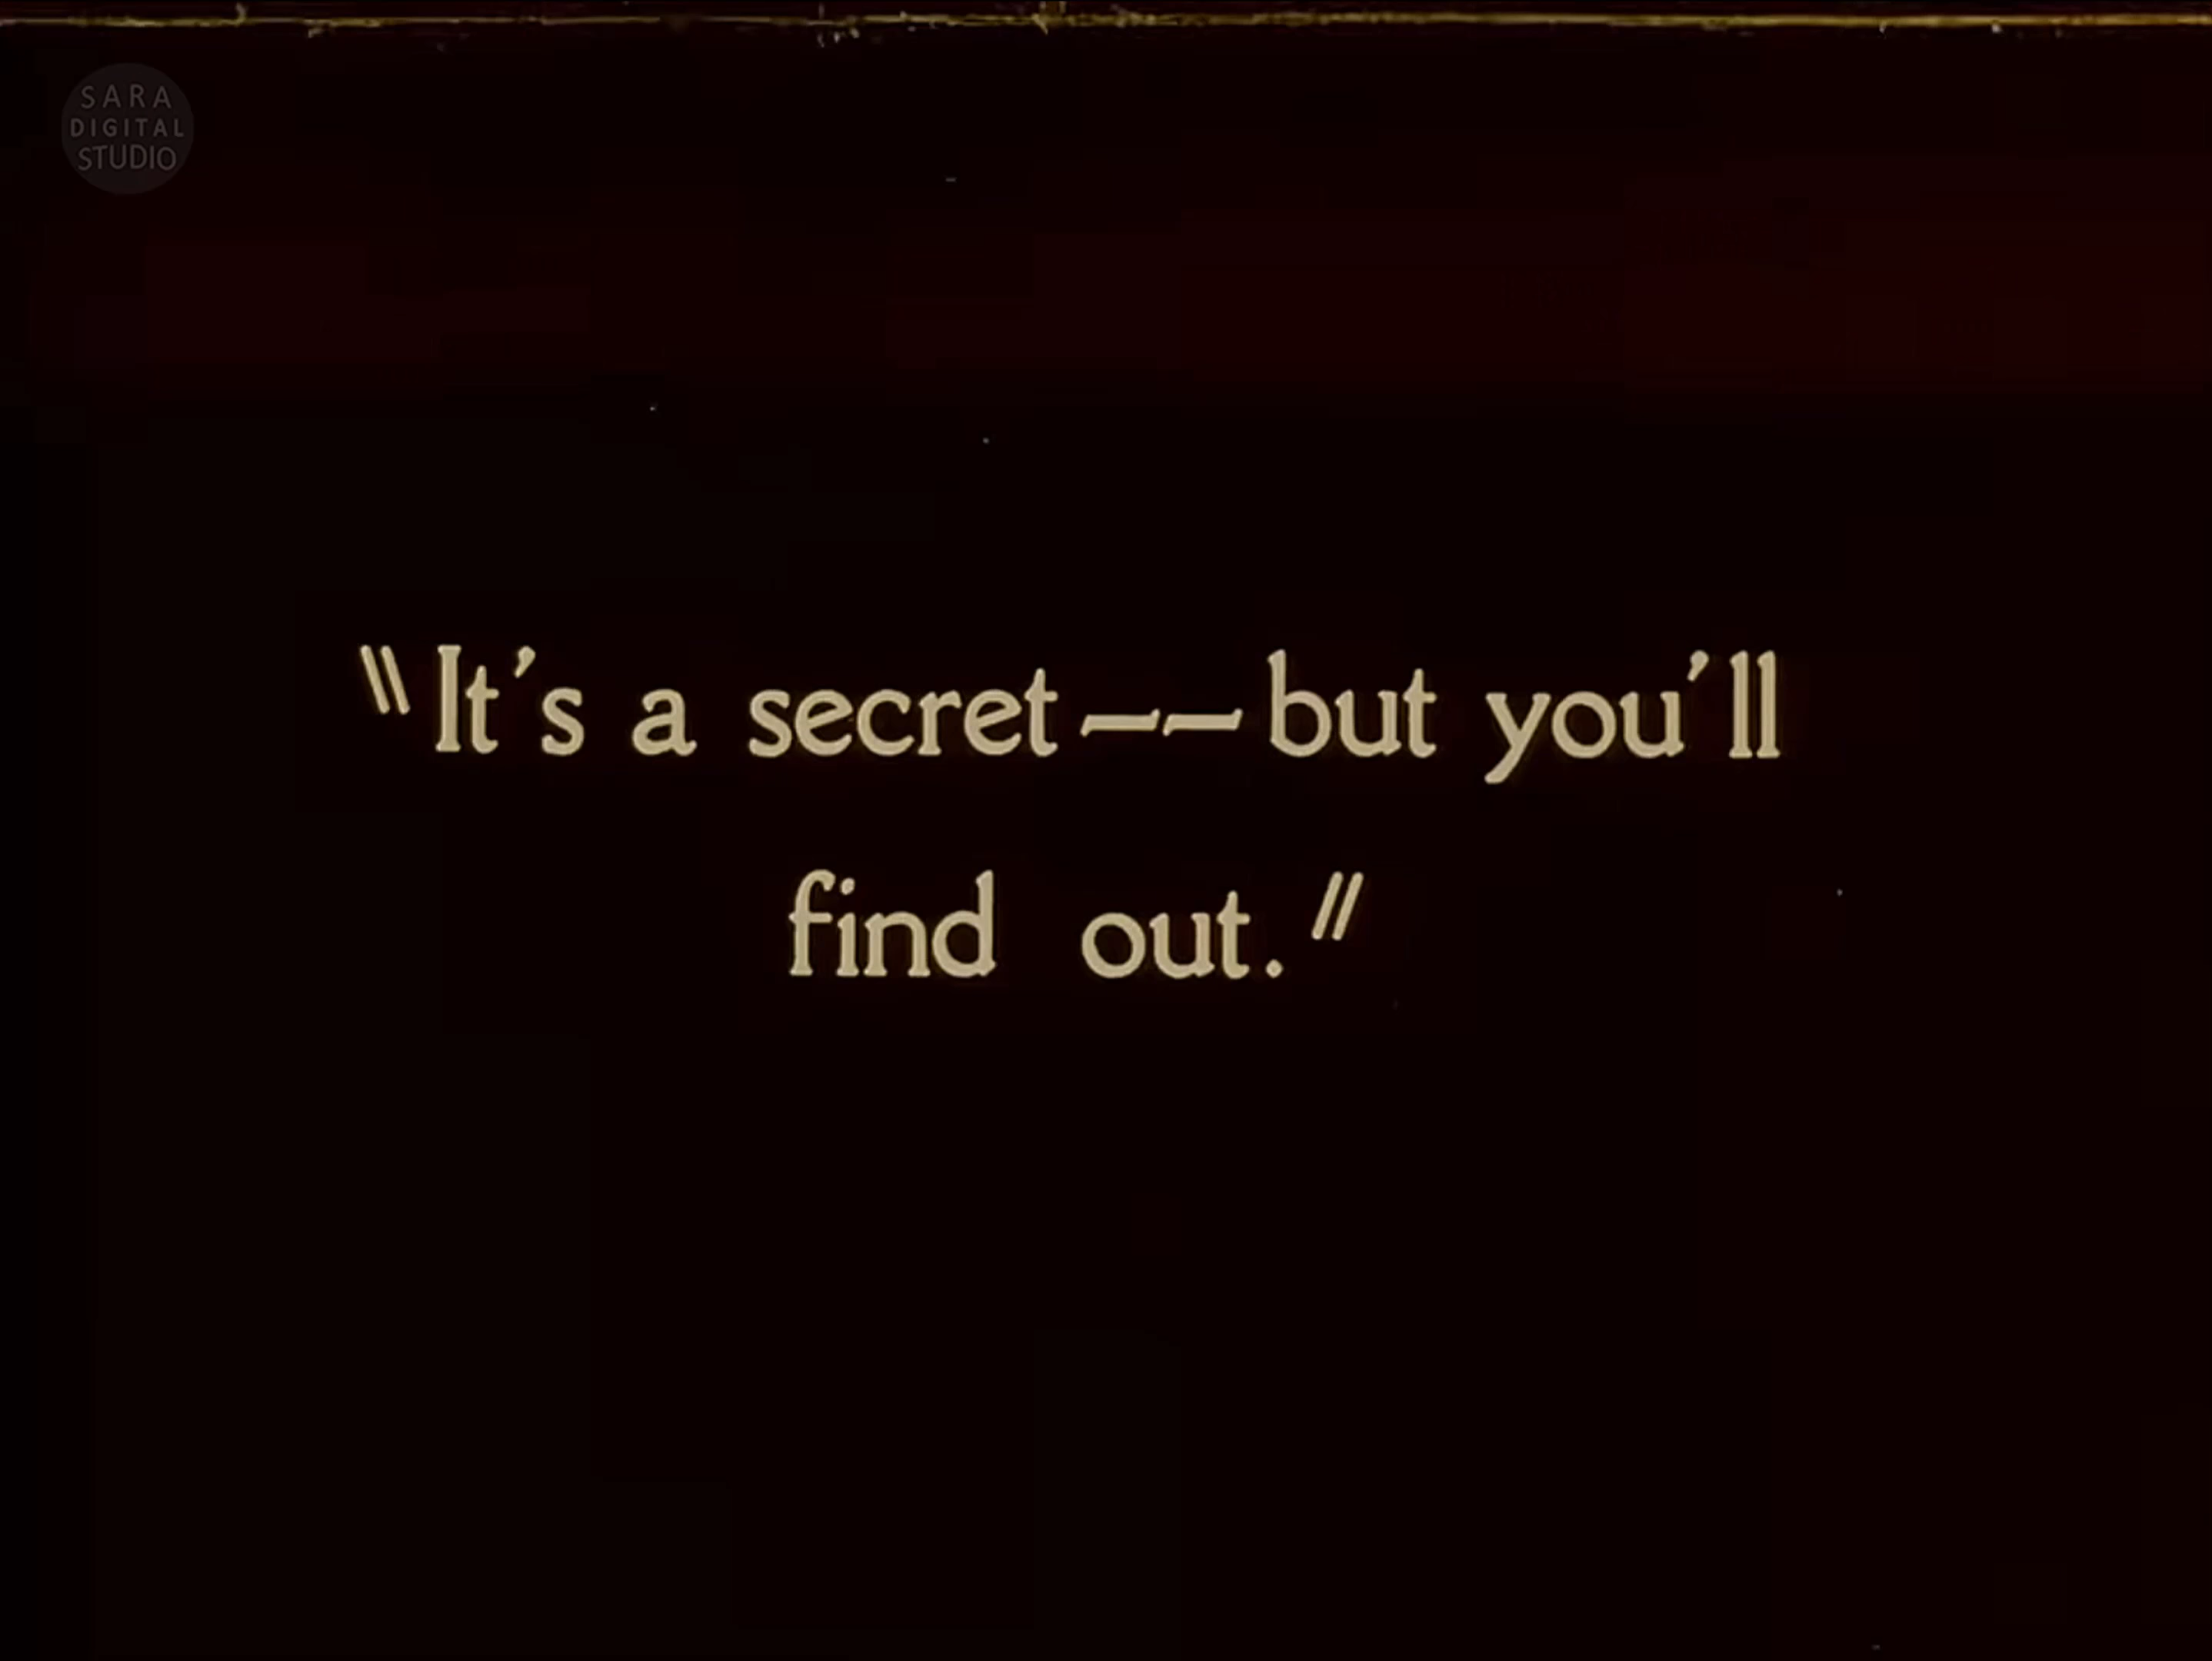 SARA
DIGITAL
STUDIO
"It's a secret——but you'll
find out."